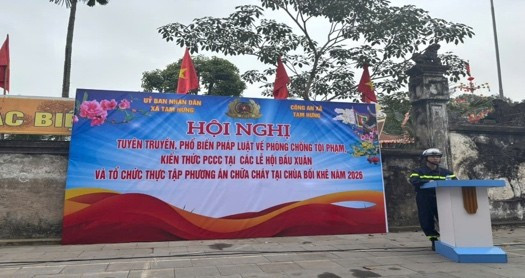 ỦY BAN NHÂN DÂN
XÃ TAM HƯNG
CÔNG AN XÃ
TAM HƯNG
HỘI NGHỊ
TUYÊN TRUYỀN, PHỔ BIẾN PHÁP LUẬT VỀ PHÒNG CHỐNG TỘI PHẠM,
KIẾN THỨC PCCC TẠI CÁC LỄ HỘI ĐẦU XUÂN
VÀ TỔ CHỨC THỰC TẬP PHƯƠNG ÁN CHỮA CHÁY TẠI CHÙA BỐI KHÊ NĂM 2026